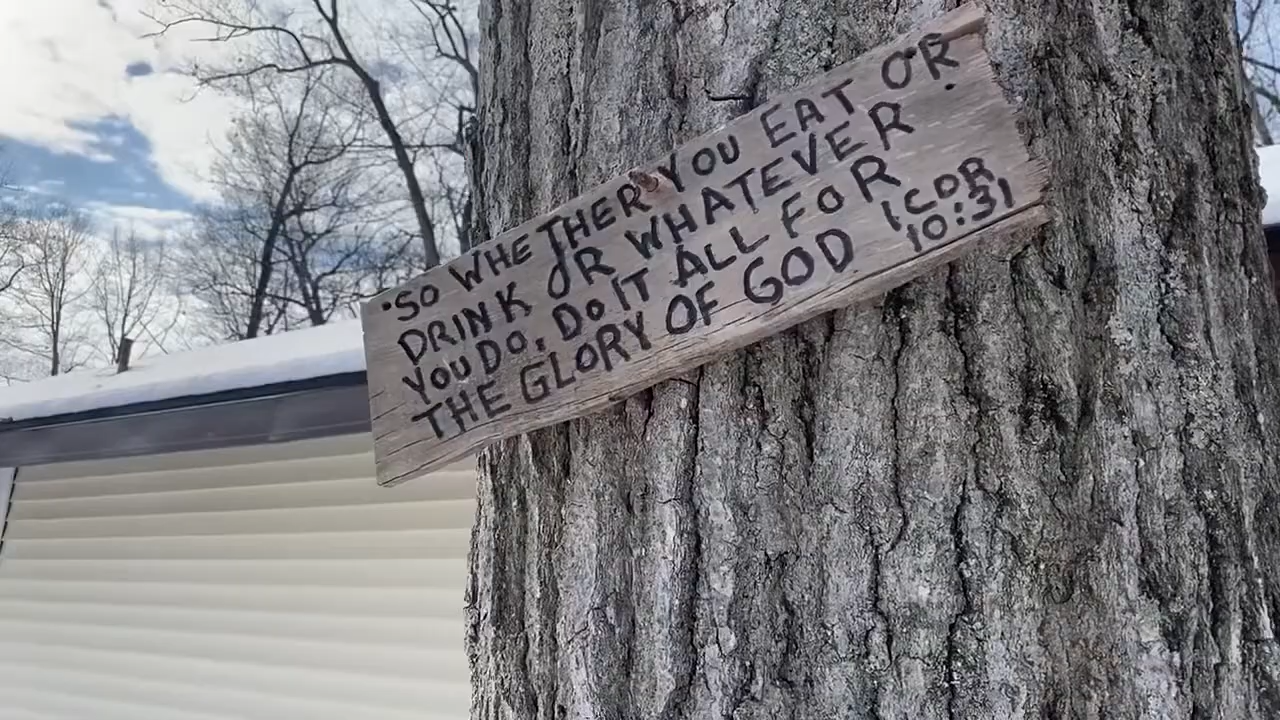 "SO WHETHER YOU EAT OR
DRINK OR WHATEVER
YOU DO, DO IT ALL FOR
THE GLORY OF GOD
1 COR
10:31